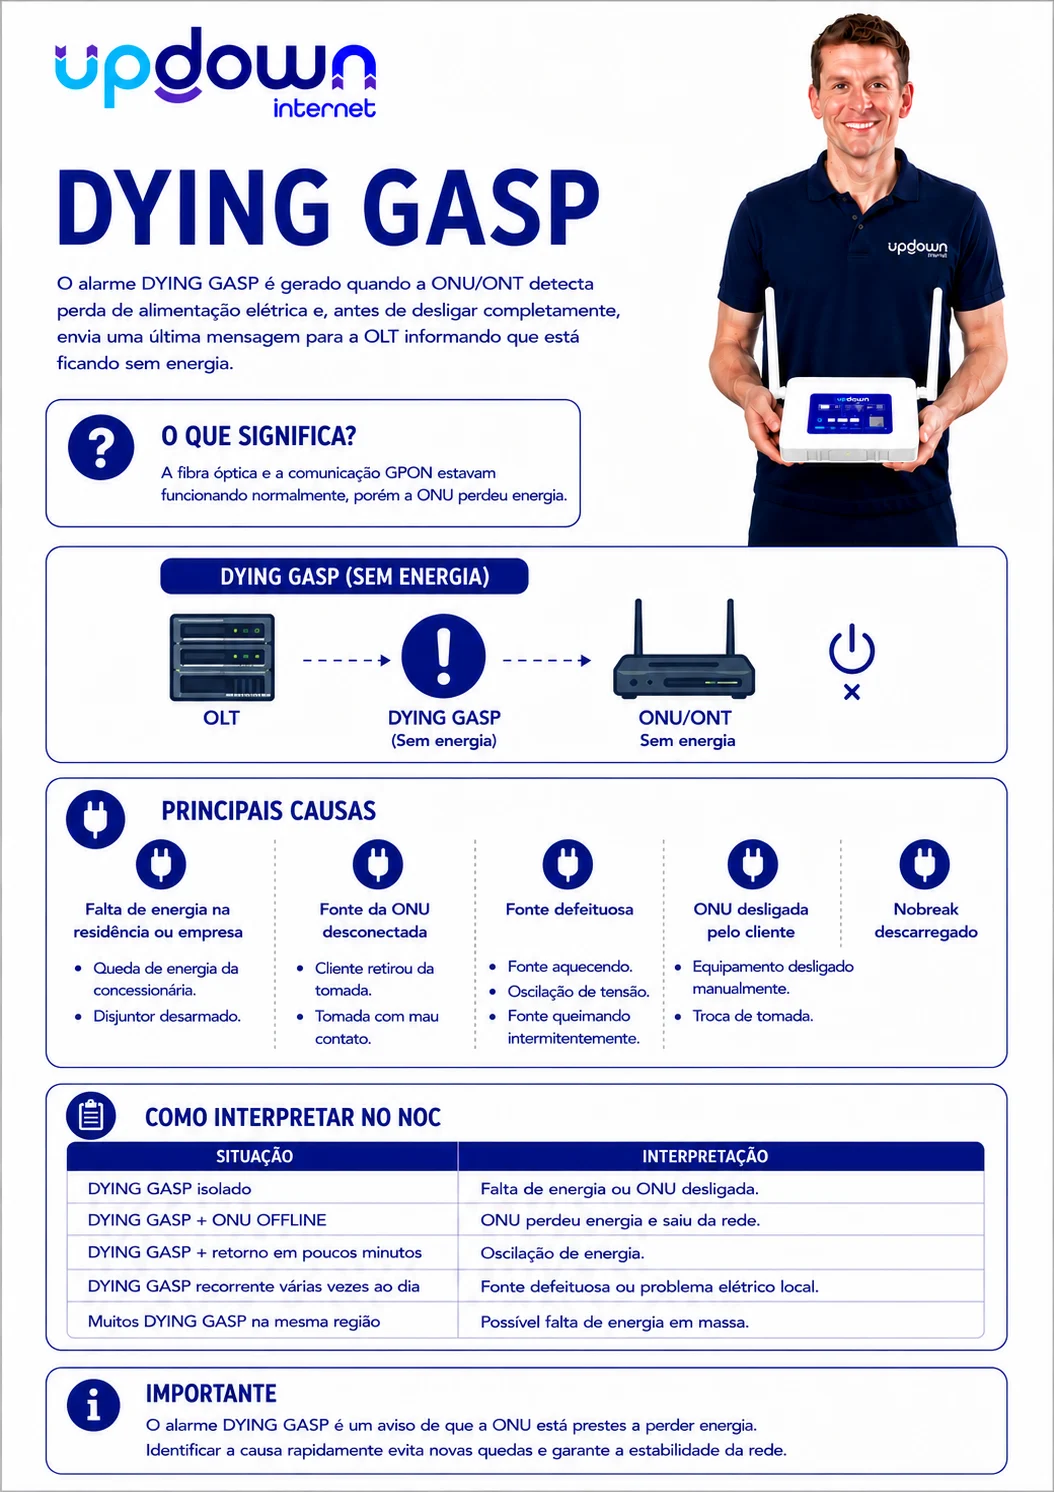 updown
internet
DYING GASP
O alarme DYING GASP é gerado quando a ONU/ONT detecta
perda de alimentação elétrica e, antes de desligar completamente,
envia uma última mensagem para a OLT informando que está
ficando sem energia.
updown
internet
updown
O QUE SIGNIFICA?
A fibra óptica e a comunicação GPON estavam
funcionando normalmente, porém a ONU perdeu energia.
DYING GASP (SEM ENERGIA)
OLT
DYING GASP
(Sem energia)
ONU/ONT
Sem energia
PRINCIPAIS CAUSAS
Falta de energia na
residência ou empresa
• Queda de energia da
concessionária.
• Disjuntor desarmado.
Fonte da ONU
desconectada
• Cliente retirou da
tomada.
• Tomada com mau
contato.
Fonte defeituosa
• Fonte aquecendo.
• Oscilação de tensão.
• Fonte queimando
intermitentemente.
ONU desligada
pelo cliente
• Equipamento desligado
manualmente.
• Troca de tomada.
Nobreak
descarregado
COMO INTERPRETAR NO NOC
SITUAÇÃO INTERPRETAÇÃO
DYING GASP isolado Falta de energia ou ONU desligada.
DYING GASP + ONU OFFLINE ONU perdeu energia e saiu da rede.
DYING GASP + retorno em poucos minutos Oscilação de energia.
DYING GASP recorrente várias vezes ao dia Fonte defeituosa ou problema elétrico local.
Muitos DYING GASP na mesma região Possível falta de energia em massa.
IMPORTANTE
O alarme DYING GASP é um aviso de que a ONU está prestes a perder energia.
Identificar a causa rapidamente evita novas quedas e garante a estabilidade da rede.